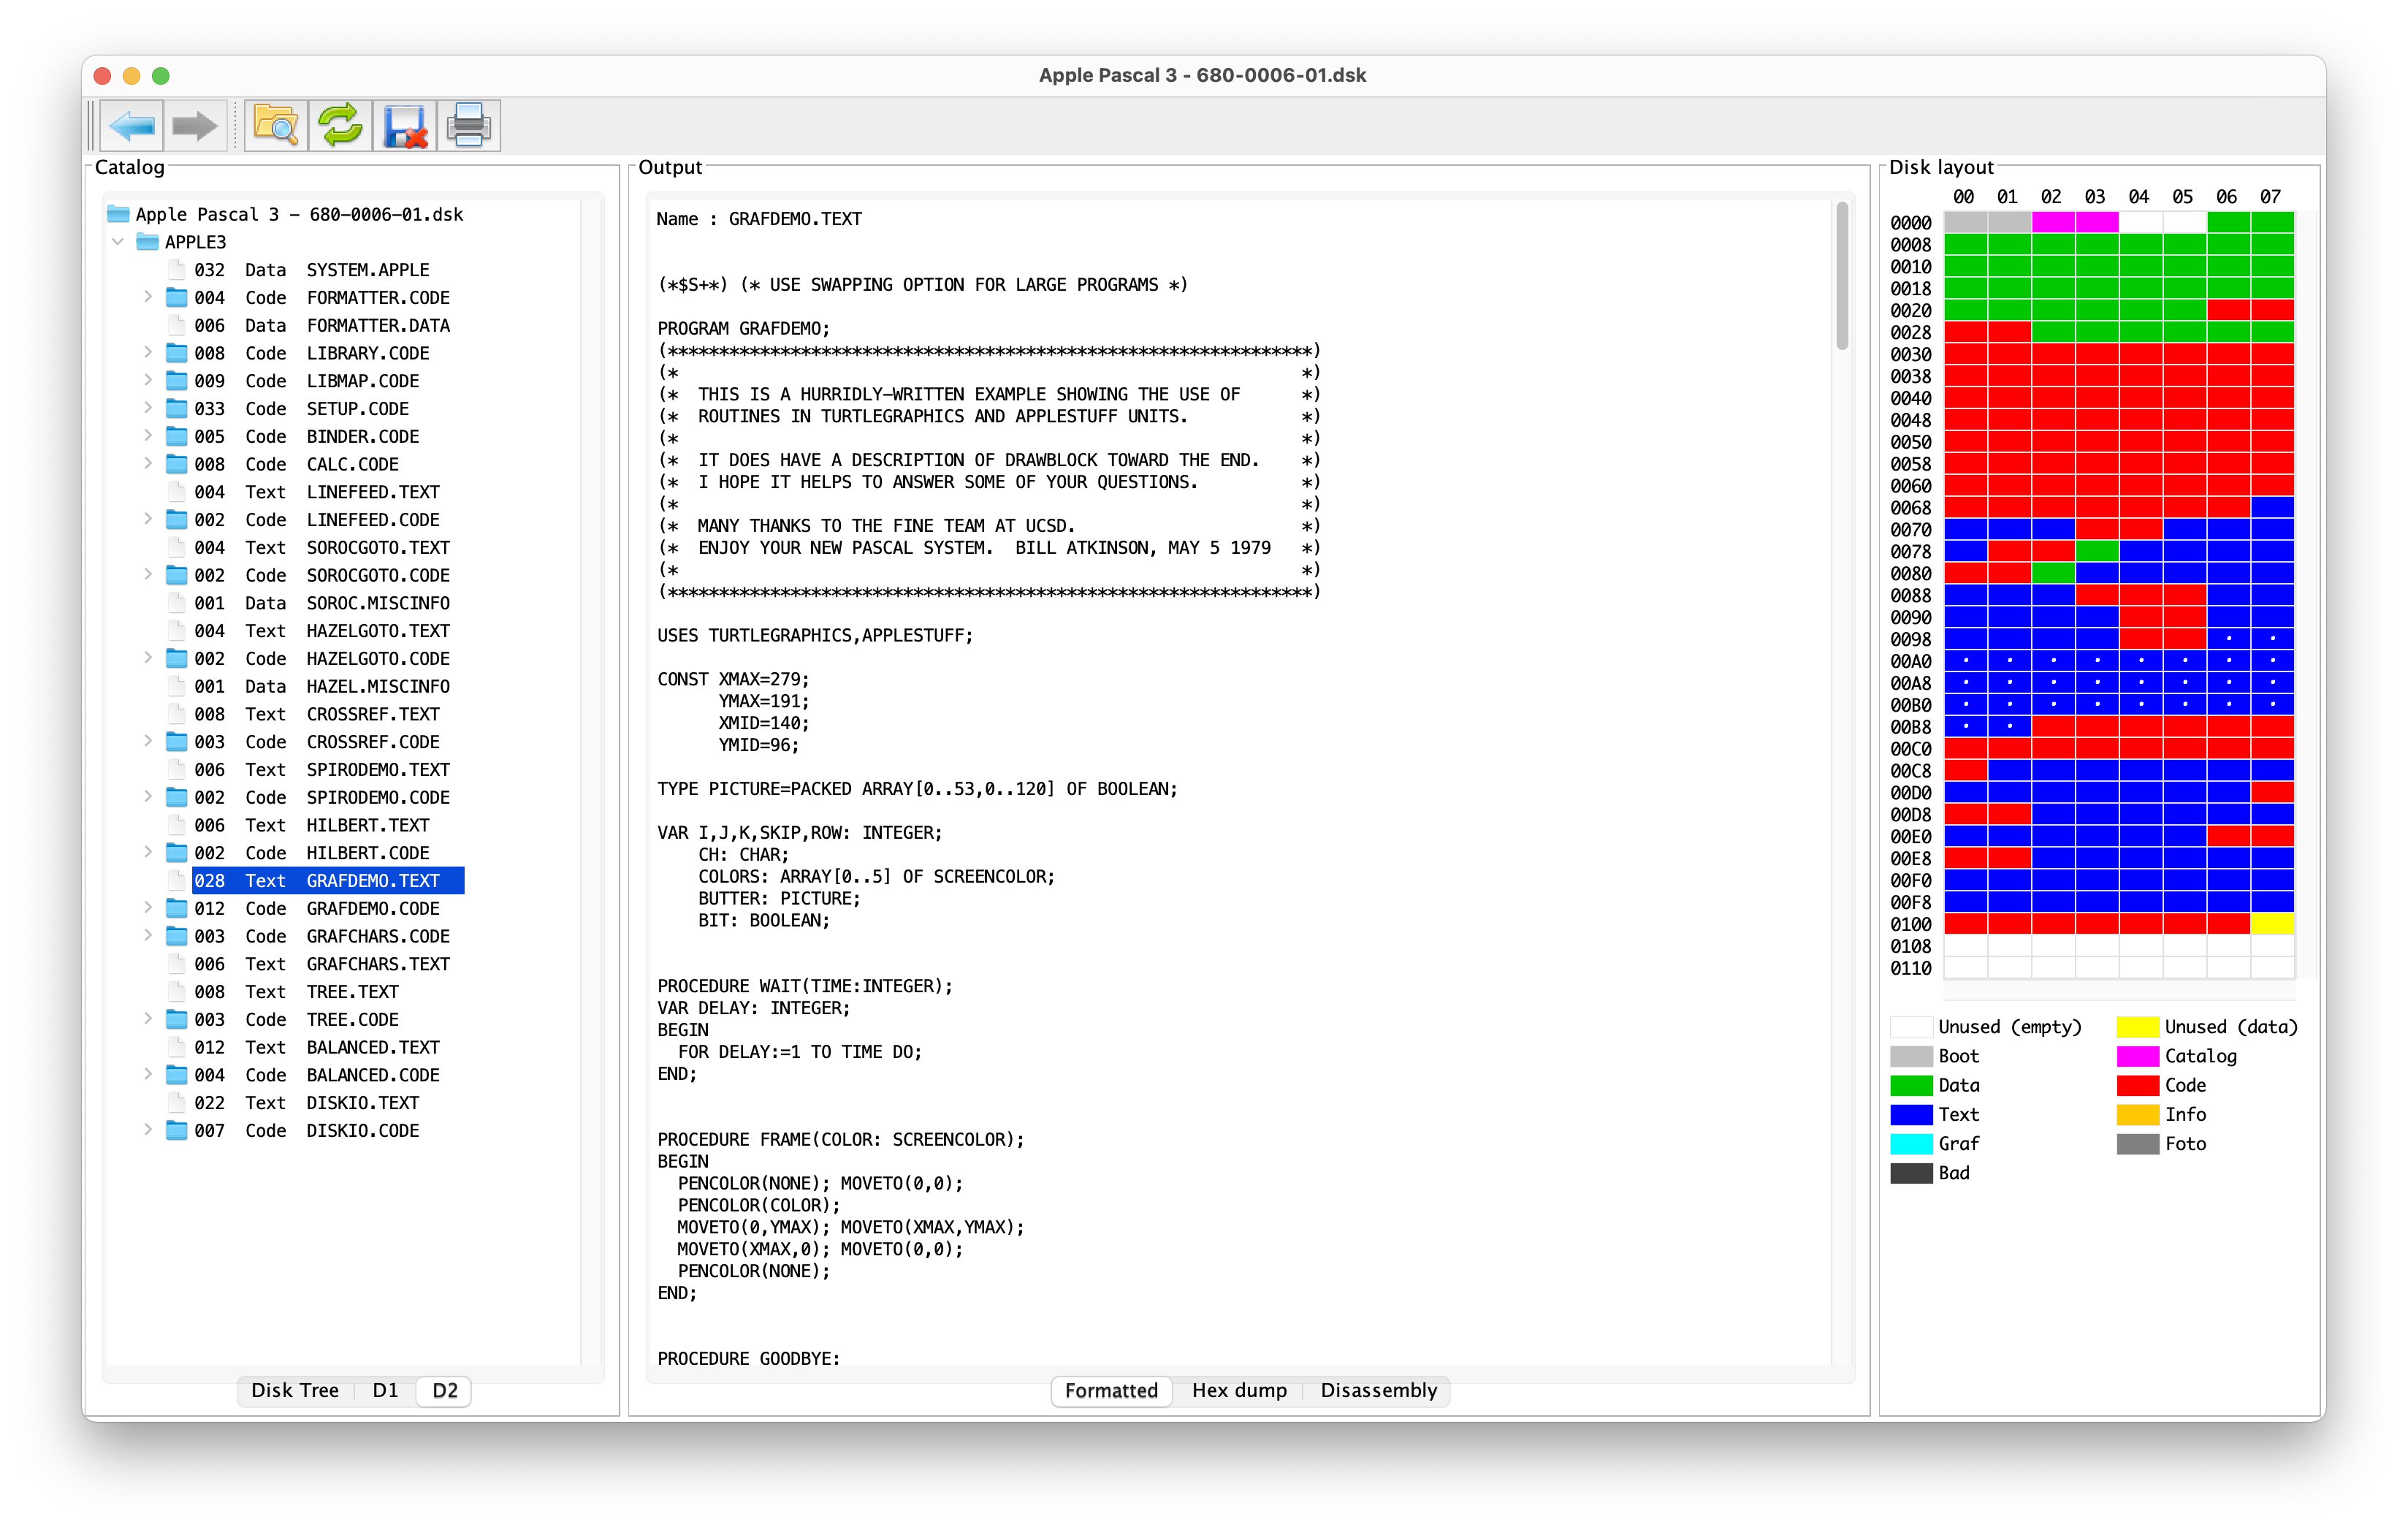 Apple Pascal 3 - 680-0006-01.dsk
Catalog
Apple Pascal 3 - 680-0006-01.dsk
APPLE3
032 Data SYSTEM.APPLE
004 Code FORMATTER.CODE
006 Data FORMATTER.DATA
008 Code LIBRARY.CODE
009 Code LIBMAP.CODE
033 Code SETUP.CODE
005 Code BINDER.CODE
008 Code CALC.CODE
004 Text LINEFEED.TEXT
002 Code LINEFEED.CODE
004 Text SOROCGOTO.TEXT
002 Code SOROCGOTO.CODE
001 Data SOROC.MISCINFO
004 Text HAZELGOTO.TEXT
002 Code HAZELGOTO.CODE
001 Data HAZEL.MISCINFO
008 Text CROSSREF.TEXT
003 Code CROSSREF.CODE
006 Text SPIRODEMO.TEXT
002 Code SPIRODEMO.CODE
006 Text HILBERT.TEXT
002 Code HILBERT.CODE
028 Text GRAFDEMO.TEXT
012 Code GRAFDEMO.CODE
003 Code GRAFCHARS.CODE
006 Text GRAFCHARS.TEXT
008 Text TREE.TEXT
003 Code TREE.CODE
012 Text BALANCED.TEXT
004 Code BALANCED.CODE
022 Text DISKIO.TEXT
007 Code DISKIO.CODE
Disk Tree D1 D2
Output
Name : GRAFDEMO.TEXT
(*$S+*) (* USE SWAPPING OPTION FOR LARGE PROGRAMS *)
PROGRAM GRAFDEMO;
(***************************************************************)
(* *)
(* THIS IS A HURRIDLY-WRITTEN EXAMPLE SHOWING THE USE OF *)
(* ROUTINES IN TURTLEGRAPHICS AND APPLESTUFF UNITS. *)
(* *)
(* IT DOES HAVE A DESCRIPTION OF DRAWBLOCK TOWARD THE END. *)
(* I HOPE IT HELPS TO ANSWER SOME OF YOUR QUESTIONS. *)
(* *)
(* MANY THANKS TO THE FINE TEAM AT UCSD. *)
(* ENJOY YOUR NEW PASCAL SYSTEM. BILL ATKINSON, MAY 5 1979 *)
(* *)
(***************************************************************)
USES TURTLEGRAPHICS,APPLESTUFF;
CONST XMAX=279;
YMAX=191;
XMID=140;
YMID=96;
TYPE PICTURE=PACKED ARRAY[0..53,0..120] OF BOOLEAN;
VAR I,J,K,SKIP,ROW: INTEGER;
CH: CHAR;
COLORS: ARRAY[0..5] OF SCREENCOLOR;
BUTTER: PICTURE;
BIT: BOOLEAN;
PROCEDURE WAIT(TIME:INTEGER);
VAR DELAY: INTEGER;
BEGIN
FOR DELAY:=1 TO TIME DO;
END;
PROCEDURE FRAME(COLOR: SCREENCOLOR);
BEGIN
PENCOLOR(NONE); MOVETO(0,0);
PENCOLOR(COLOR);
MOVETO(0,YMAX); MOVETO(XMAX,YMAX);
MOVETO(XMAX,0); MOVETO(0,0);
PENCOLOR(NONE);
END;
PROCEDURE GOODBYE;
Formatted Hex dump Disassembly
Disk layout
00 01 02 03 04 05 06 07
0000
0008
0010
0018
0020
0028
0030
0038
0040
0048
0050
0058
0060
0068
0070
0078
0080
0088
0090
0098
00A0
00A8
00B0
00B8
00C0
00C8
00D0
00D8
00E0
00E8
00F0
00F8
0100
0108
0110
Unused (empty) Unused (data)
Boot Catalog
Data Code
Text Info
Graf Foto
Bad